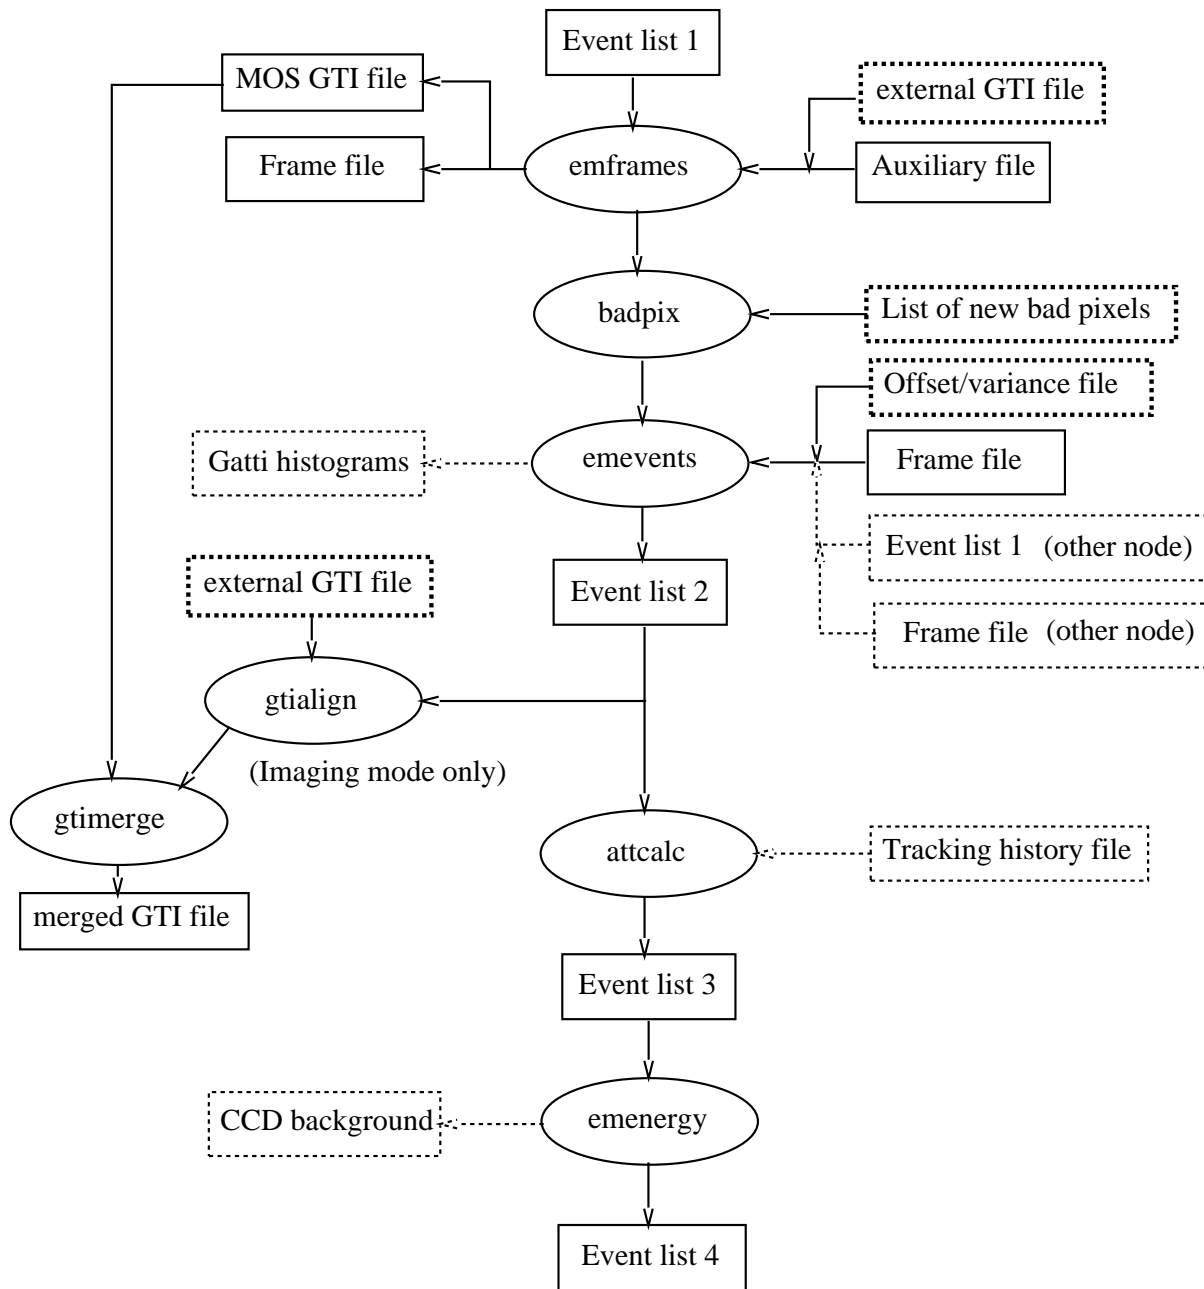 Event list 1
MOS GTI file
external GTI file
Frame file
emframes
Auxiliary file
badpix
List of new bad pixels
Offset/variance file
Gatti histograms
emevents
Frame file
Event list 1 (other node)
external GTI file
Event list 2
Frame file (other node)
gtialign
(Imaging mode only)
gtimerge
attcalc
Tracking history file
merged GTI file
Event list 3
CCD background
emenergy
Event list 4